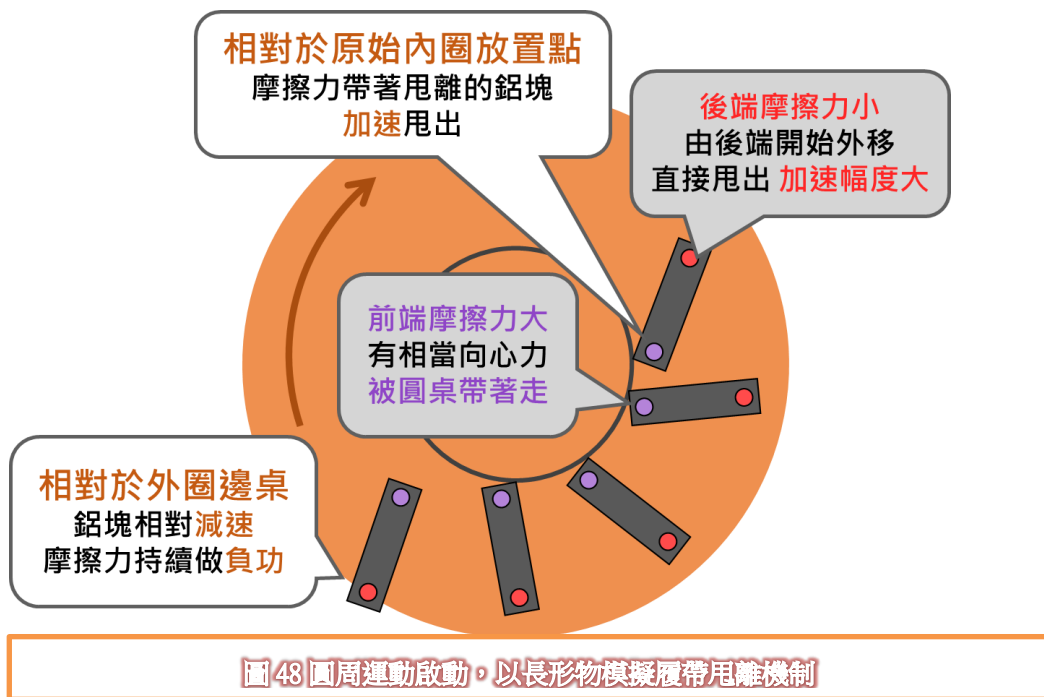 相對於原始內圈放置點
摩擦力帶著甩離的鋁塊
加速甩出
後端摩擦力小
由後端開始外移
直接甩出 加速幅度大
前端摩擦力大
有相當向心力
被圓桌帶著走
相對於外圈邊桌
鋁塊相對減速
摩擦力持續做負功
圖 48 圓周運動啟動，以長形物模擬履帶甩離機制